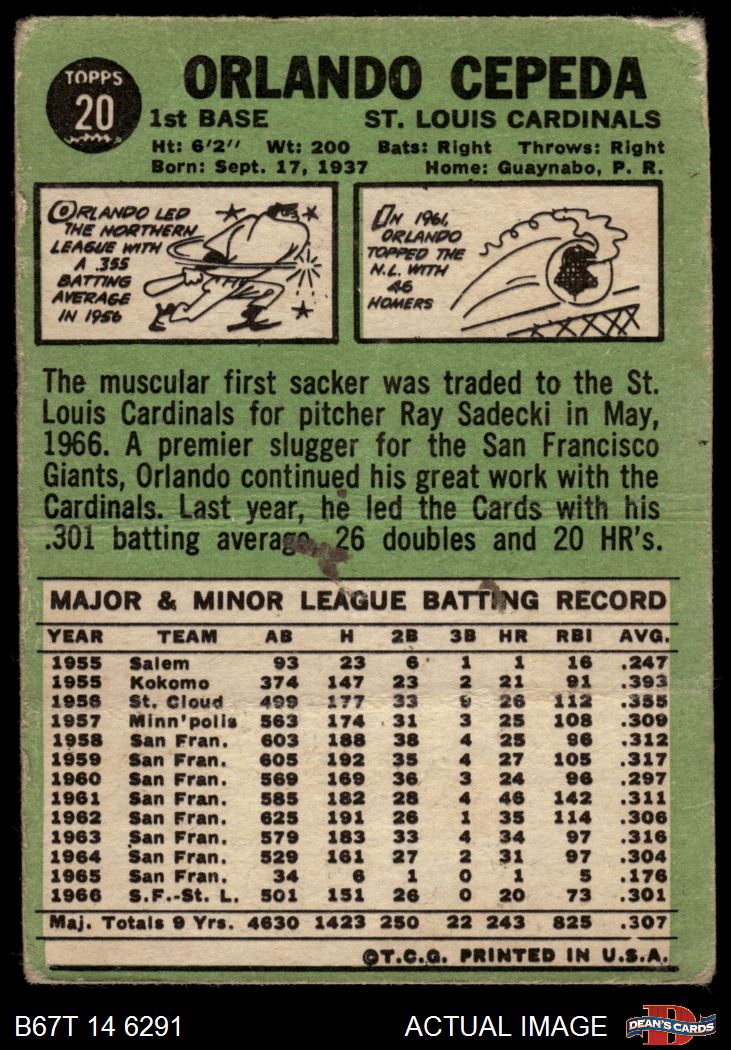 TOPPS
20
ORLANDO CEPEDA
1st BASE ST. LOUIS CARDINALS
Ht: 6'2" Wt: 200 Bats: Right Throws: Right
Born: Sept. 17, 1937 Home: Guaynabo, P. R.
ORLANDO LED
THE NORTHERN
LEAGUE WITH
A .355
BATTING
AVERAGE
IN 1956
IN 1961,
ORLANDO
TOPPED THE
N.L. WITH
46
HOMERS
The muscular first sacker was traded to the St.
Louis Cardinals for pitcher Ray Sadecki in May,
1966. A premier slugger for the San Francisco
Giants, Orlando continued his great work with the
Cardinals. Last year, he led the Cards with his
.301 batting average, 26 doubles and 20 HR's.
MAJOR & MINOR LEAGUE BATTING RECORD
YEAR TEAM AB H 2B 3B HR RBI AVG.
1955 Salem 93 23 6 1 1 16 .247
1955 Kokomo 374 147 23 2 21 91 .393
1956 St. Cloud 499 177 33 9 26 112 .355
1957 Minn'polis 563 174 31 3 25 108 .309
1958 San Fran. 603 188 38 4 25 96 .312
1959 San Fran. 605 192 35 4 27 105 .317
1960 San Fran. 569 169 36 3 24 96 .297
1961 San Fran. 585 182 28 4 46 142 .311
1962 San Fran. 625 191 26 1 35 114 .306
1963 San Fran. 579 183 33 4 34 97 .316
1964 San Fran. 529 161 27 2 31 97 .304
1965 San Fran. 34 6 1 0 1 5 .176
1966 S.F.-St. L. 501 151 26 0 20 73 .301
Maj. Totals 9 Yrs. 4630 1423 250 22 243 825 .307
©T.C.G. PRINTED IN U.S.A.
B67T 14 6291 ACTUAL IMAGE
D
DEAN'S CARDS